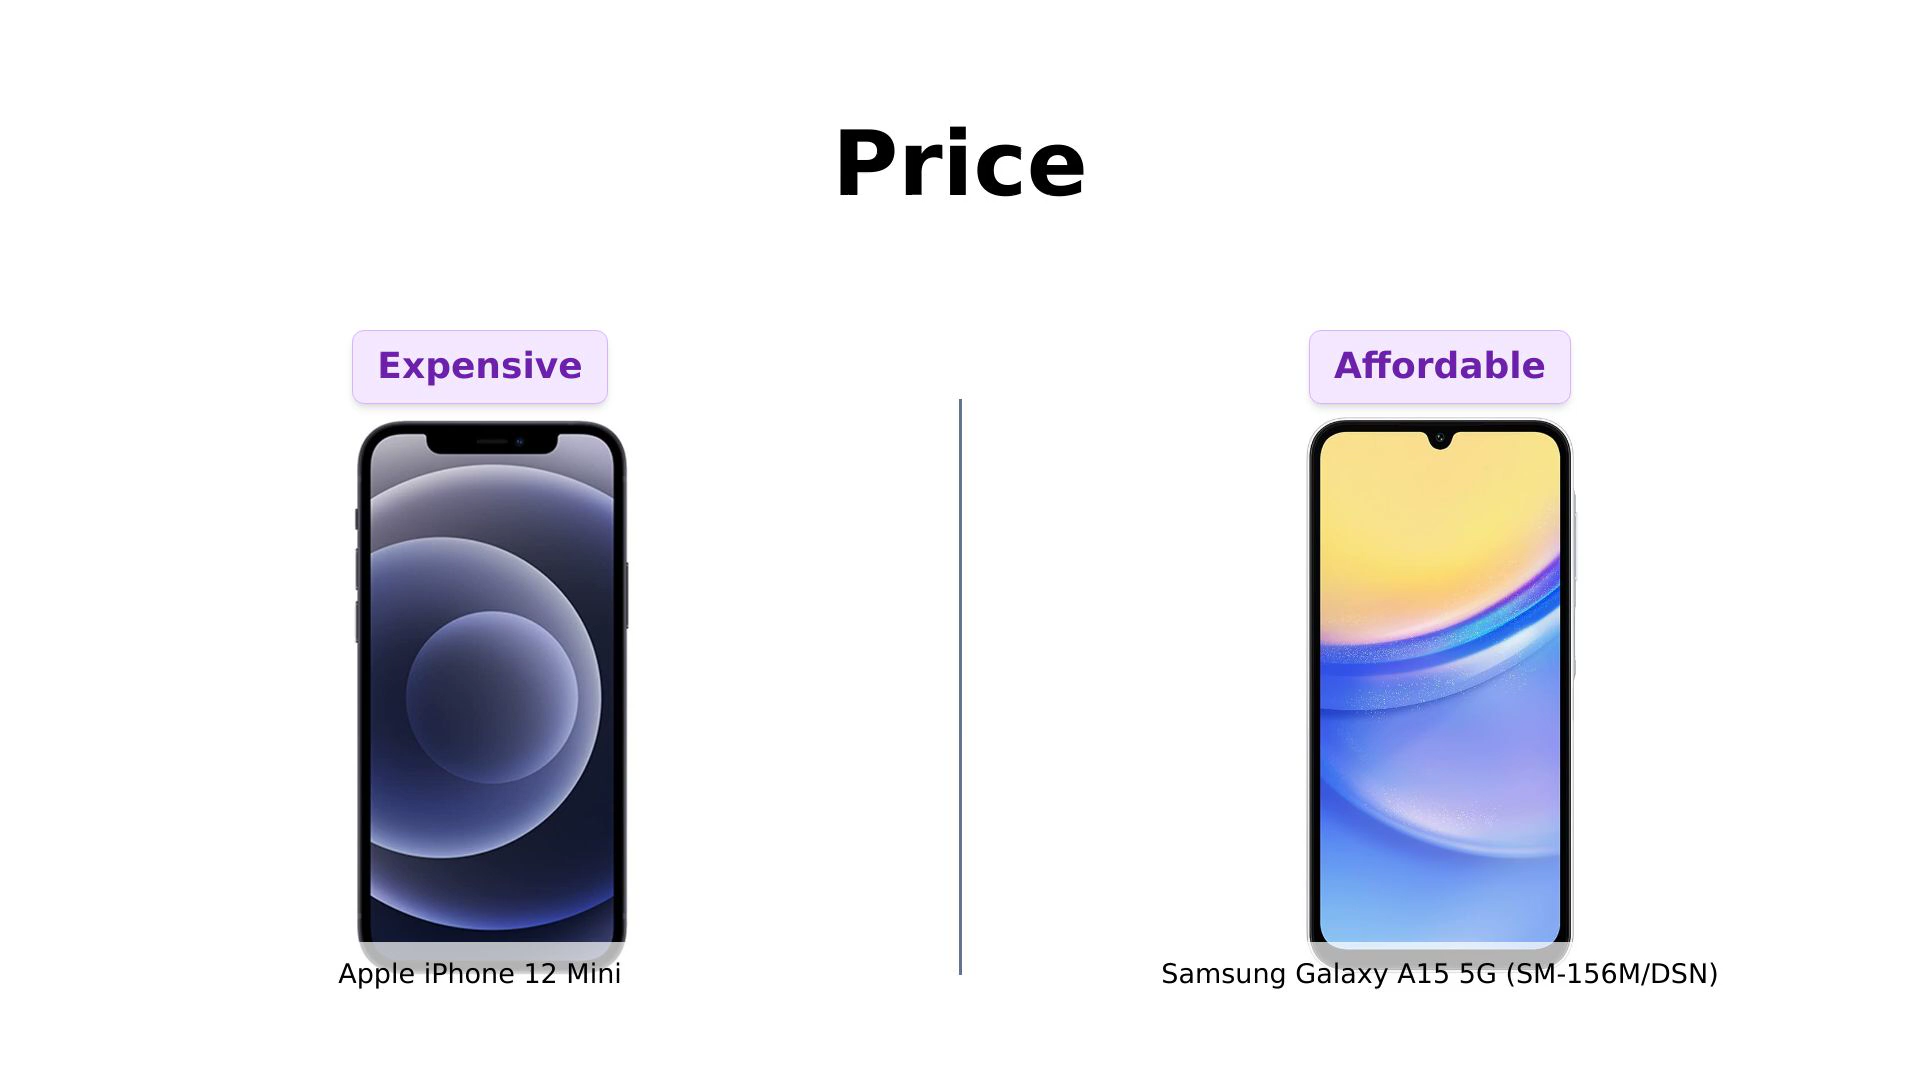 Price
Expensive
Affordable
Apple iPhone 12 Mini
Samsung Galaxy A15 5G (SM-156M/DSN)